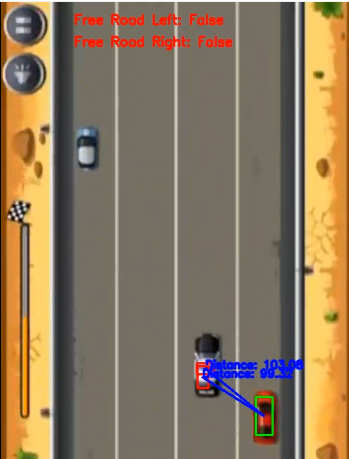 Free Road Left: False
Free Road Right: False
Distance: 103.08
Distance: 99.32